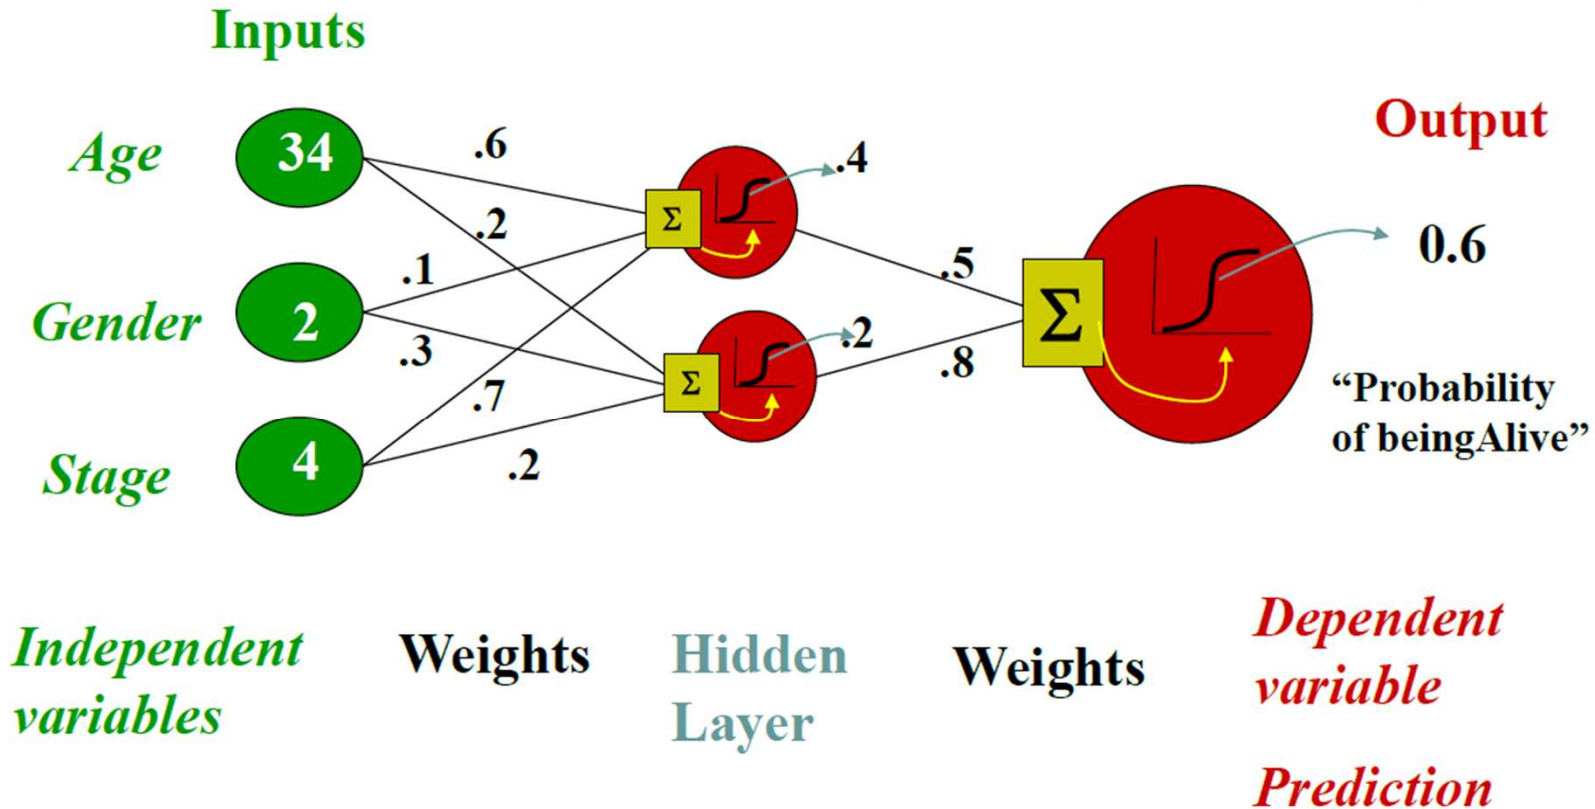 Inputs
Output
Age
34
.6
Σ
.4
.2
0.6
.1
.5
Gender
2
Σ
.3
Σ
.2
.8
.7
"Probability
of beingAlive"
Stage
4
.2
Independent
variables
Weights
Hidden
Layer
Weights
Dependent
variable
Prediction